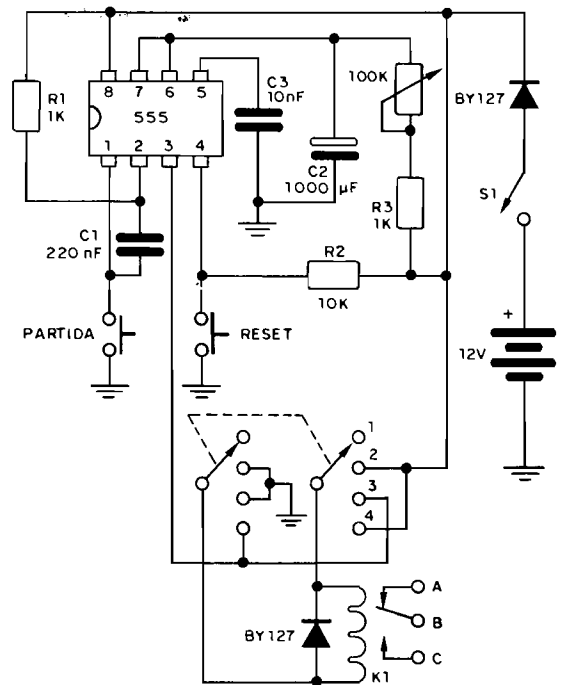 R1
1K
8 7 6 5
555
1 2 3 4
C3
10nF
100K
BY127
C2
1000 µF
S1
R3
1K
C1
220 nF
R2
10K
PARTIDA
RESET
+
12V
1
2
3
4
BY127
K1
A
B
C